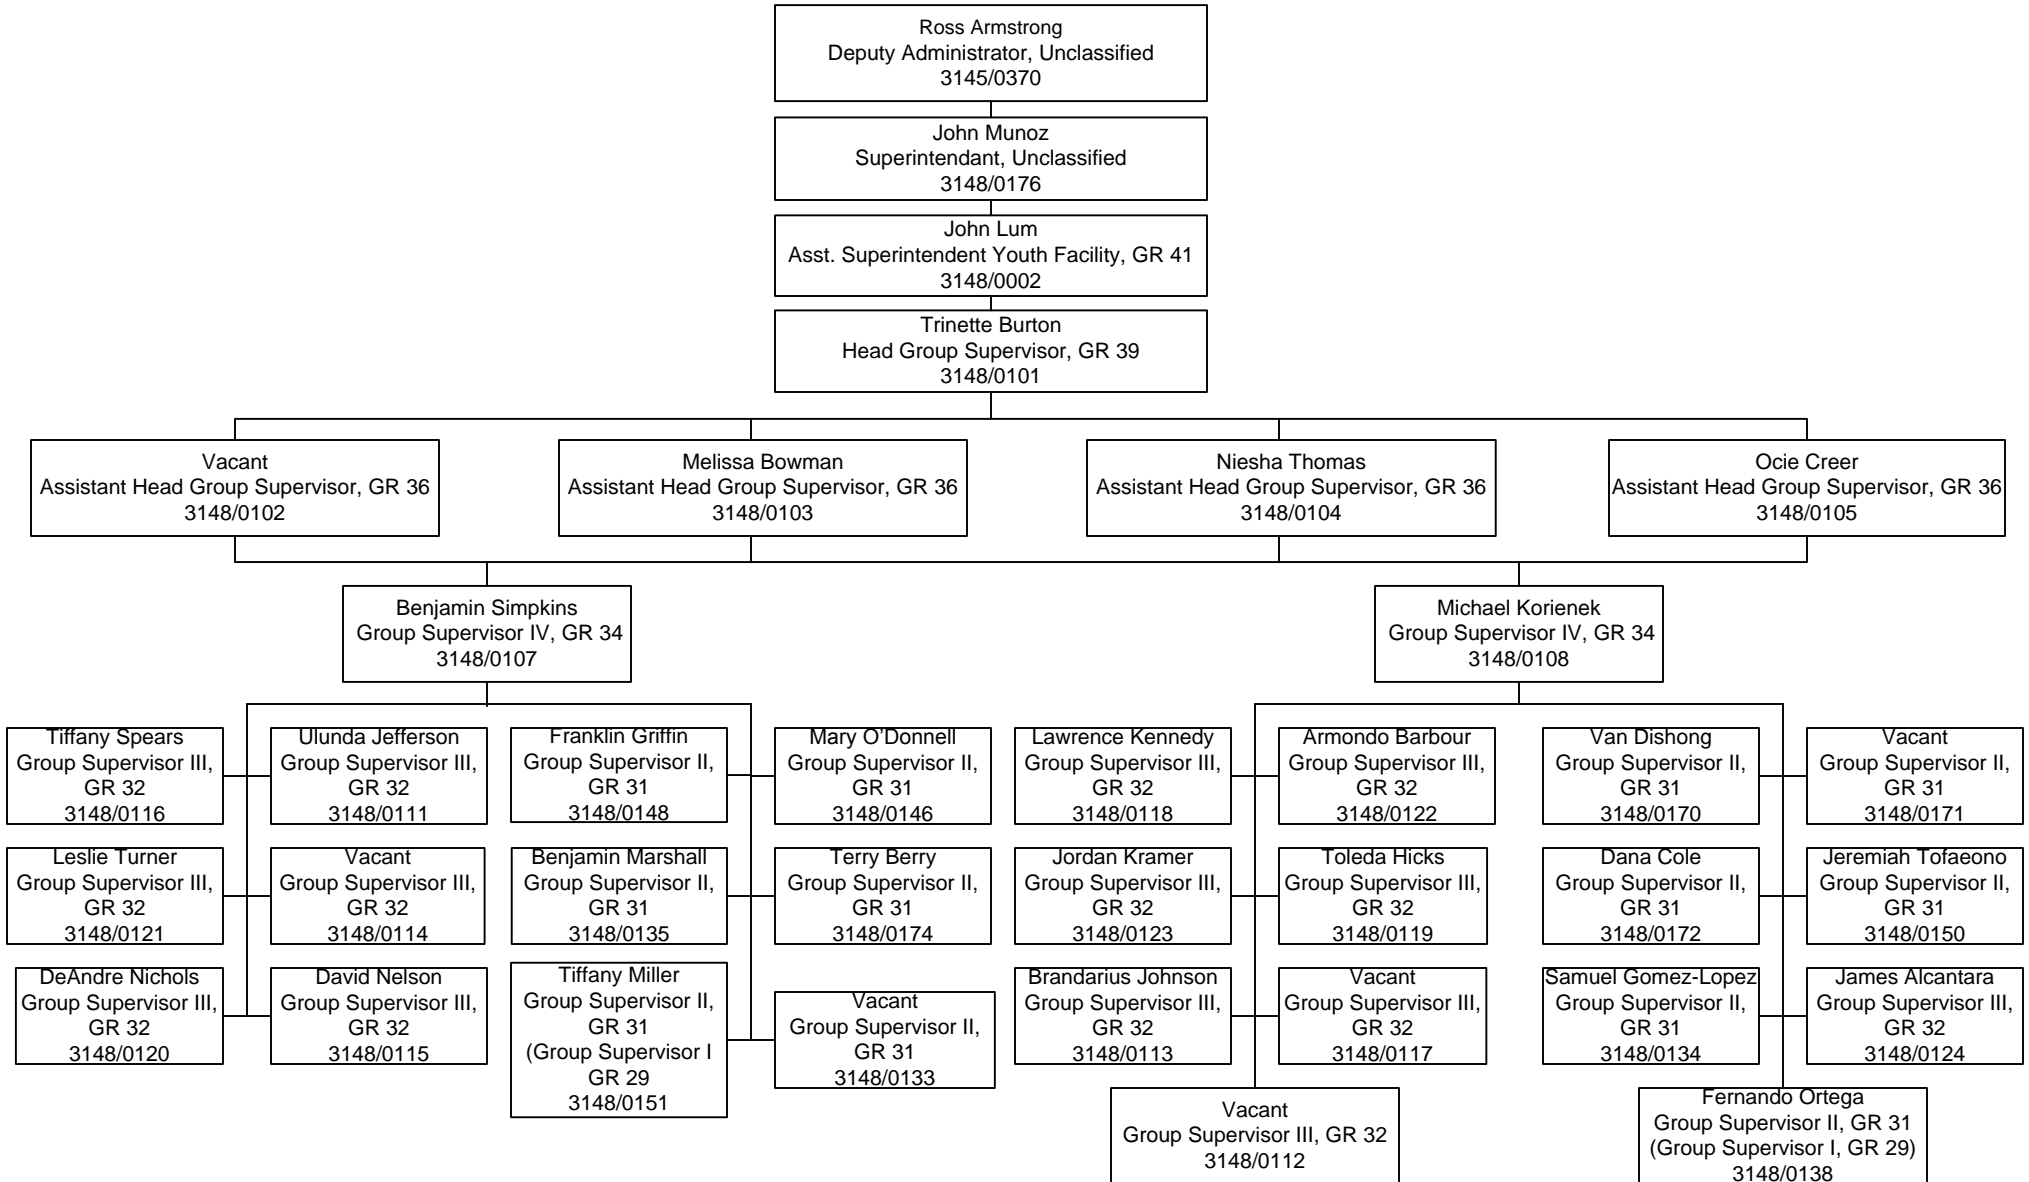 Ross Armstrong
Deputy Administrator, Unclassified
3145/0370
John Munoz
Superintendant, Unclassified
3148/0176
John Lum
Asst. Superintendent Youth Facility, GR 41
3148/0002
Trinette Burton
Head Group Supervisor, GR 39
3148/0101
Vacant
Assistant Head Group Supervisor, GR 36
3148/0102
Melissa Bowman
Assistant Head Group Supervisor, GR 36
3148/0103
Niesha Thomas
Assistant Head Group Supervisor, GR 36
3148/0104
Ocie Creer
Assistant Head Group Supervisor, GR 36
3148/0105
Benjamin Simpkins
Group Supervisor IV, GR 34
3148/0107
Michael Korienek
Group Supervisor IV, GR 34
3148/0108
Tiffany Spears
Group Supervisor III,
GR 32
3148/0116
Ulunda Jefferson
Group Supervisor III,
GR 32
3148/0111
Franklin Griffin
Group Supervisor II,
GR 31
3148/0148
Mary O’Donnell
Group Supervisor II,
GR 31
3148/0146
Lawrence Kennedy
Group Supervisor III,
GR 32
3148/0118
Armondo Barbour
Group Supervisor III,
GR 32
3148/0122
Van Dishong
Group Supervisor II,
GR 31
3148/0170
Vacant
Group Supervisor II,
GR 31
3148/0171
Leslie Turner
Group Supervisor III,
GR 32
3148/0121
Vacant
Group Supervisor III,
GR 32
3148/0114
Benjamin Marshall
Group Supervisor II,
GR 31
3148/0135
Terry Berry
Group Supervisor II,
GR 31
3148/0174
Jordan Kramer
Group Supervisor III,
GR 32
3148/0123
Toleda Hicks
Group Supervisor III,
GR 32
3148/0119
Dana Cole
Group Supervisor II,
GR 31
3148/0172
Jeremiah Tofaeono
Group Supervisor II,
GR 31
3148/0150
DeAndre Nichols
Group Supervisor III,
GR 32
3148/0120
David Nelson
Group Supervisor III,
GR 32
3148/0115
Tiffany Miller
Group Supervisor II,
GR 31
(Group Supervisor I
GR 29
3148/0151
Vacant
Group Supervisor II,
GR 31
3148/0133
Brandarius Johnson
Group Supervisor III,
GR 32
3148/0113
Vacant
Group Supervisor III,
GR 32
3148/0117
Samuel Gomez-Lopez
Group Supervisor II,
GR 31
3148/0134
James Alcantara
Group Supervisor III,
GR 32
3148/0124
Vacant
Group Supervisor III, GR 32
3148/0112
Fernando Ortega
Group Supervisor II, GR 31
(Group Supervisor I, GR 29)
3148/0138